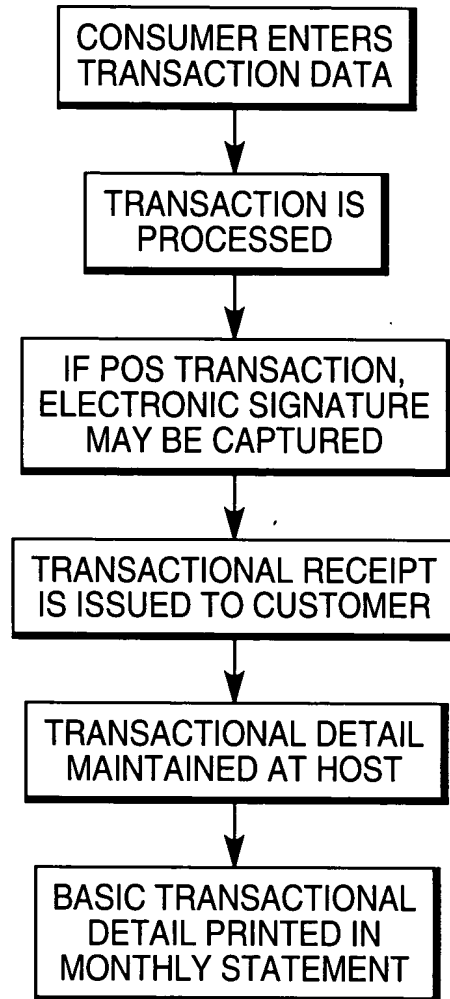 CONSUMER ENTERS
TRANSACTION DATA
TRANSACTION IS
PROCESSED
IF POS TRANSACTION,
ELECTRONIC SIGNATURE
MAY BE CAPTURED
TRANSACTIONAL RECEIPT
IS ISSUED TO CUSTOMER
TRANSACTIONAL DETAIL
MAINTAINED AT HOST
BASIC TRANSACTIONAL
DETAIL PRINTED IN
MONTHLY STATEMENT